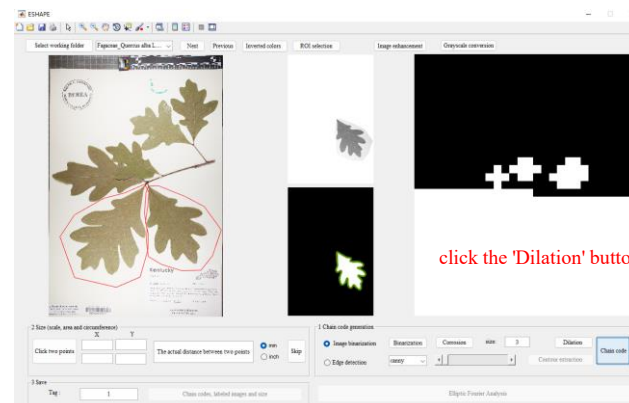 ESHAPE
Select working folder
Fagaceae_Quercus alba L....
Next
Previous
Inverted colors
ROI selection
Image enhancement
Grayscale conversion
Kentucky
click the 'Dilation' butto
2 Size (scale, area and circumference)
X Y
Click two points
The actual distance between two points
mm
inch
Skip
1 Chain code generation
Image binarization
Binarization
Corrosion
size:
3
Dilation
Chain code
Edge detection
canny
Contour extraction
3 Save
Tag :
1
Chain codes, labeled images and size
Elliptic Fourier Analysis